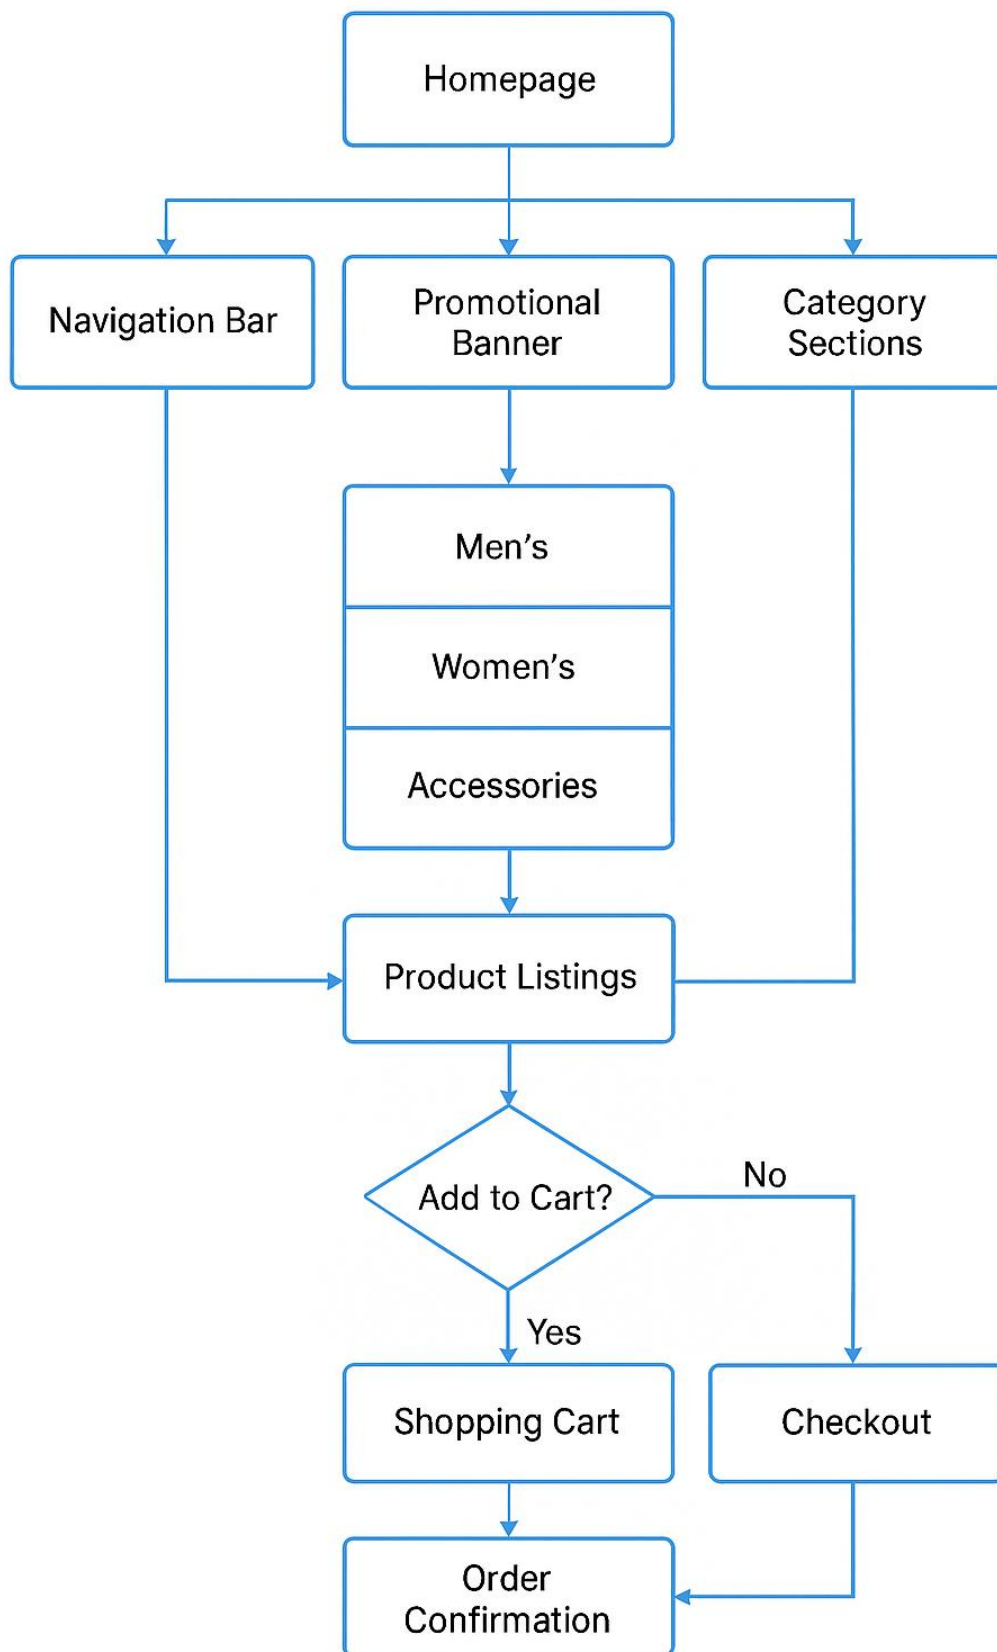 Homepage
Navigation Bar
Promotional
Banner
Category
Sections
Men’s
Women’s
Accessories
Product Listings
Add to Cart?
No
Yes
Shopping Cart
Checkout
Order
Confirmation